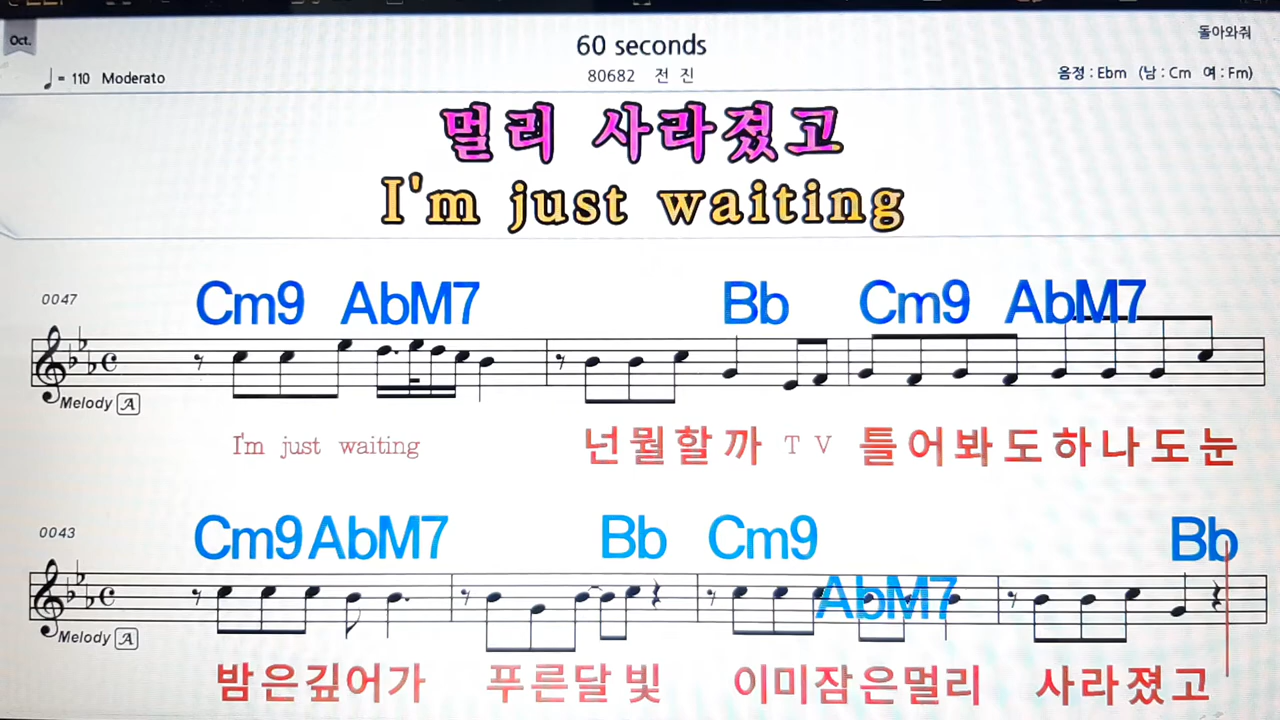 Oct.
60 seconds
돌아와줘
= 110 Moderato
80682 전 진
음정 : Ebm (남 : Cm 여 : Fm)
멀리 사라졌고
I'm just waiting
0047
Cm9 AbM7 Bb Cm9 AbM7
Melody A
I'm just waiting 넌뭘할까 T V 틀어봐도하나도눈
0043
Cm9 AbM7 Bb Cm9 AbM7 Bb
Melody A
밤은깊어가 푸른달빛 이미잠은멀리 사라졌고